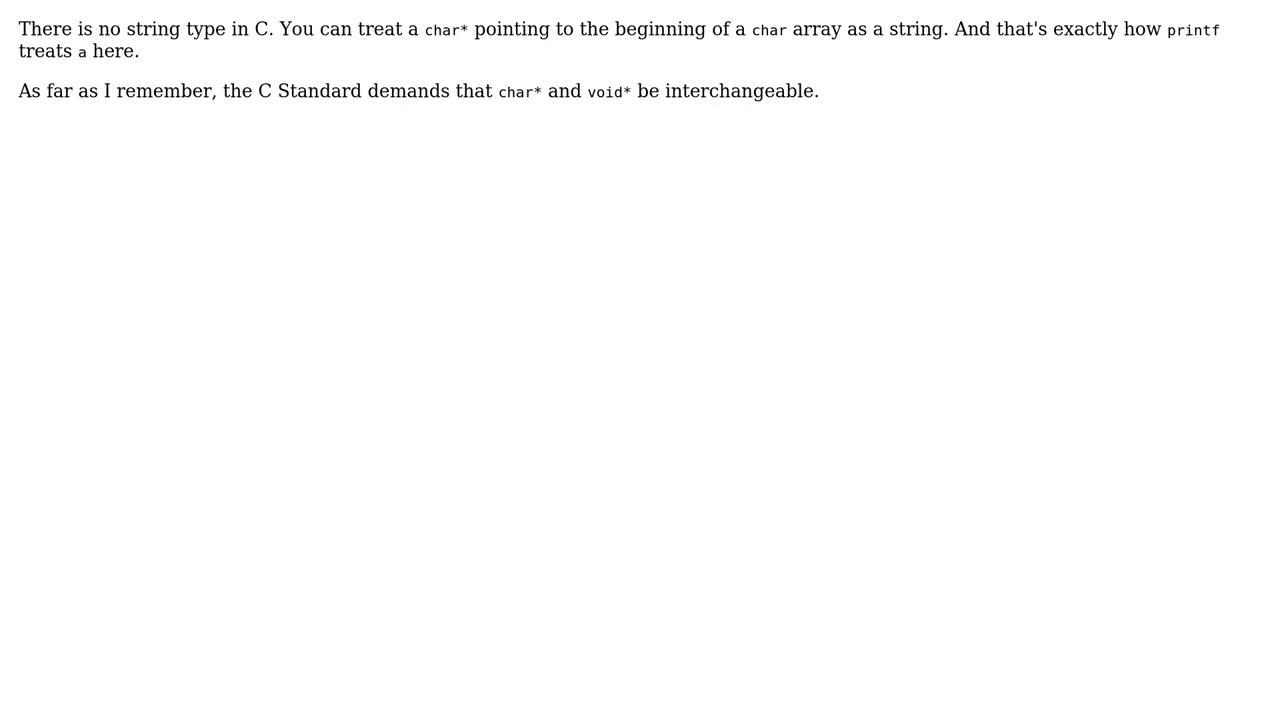 There is no string type in C. You can treat a char* pointing to the beginning of a char array as a string. And that's exactly how printf
treats a here.
As far as I remember, the C Standard demands that char* and void* be interchangeable.